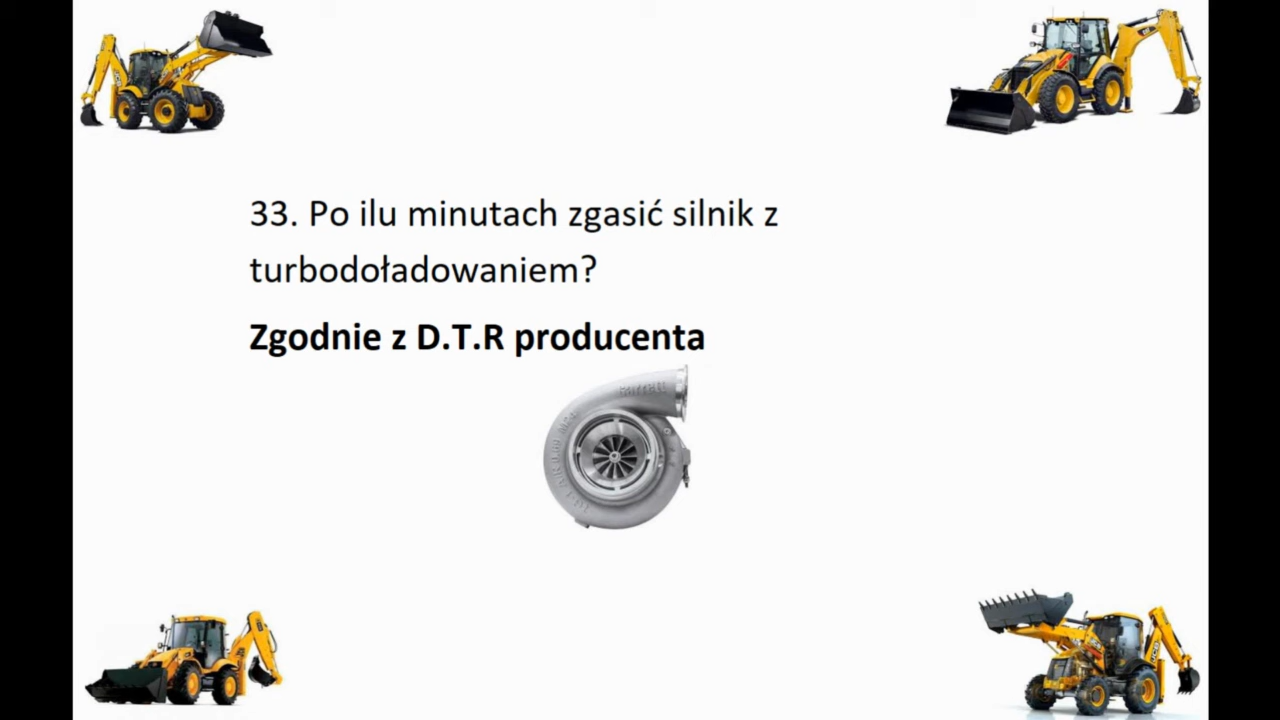 33. Po ilu minutach zgasić silnik z
turbodoładowaniem?
Zgodnie z D.T.R producenta